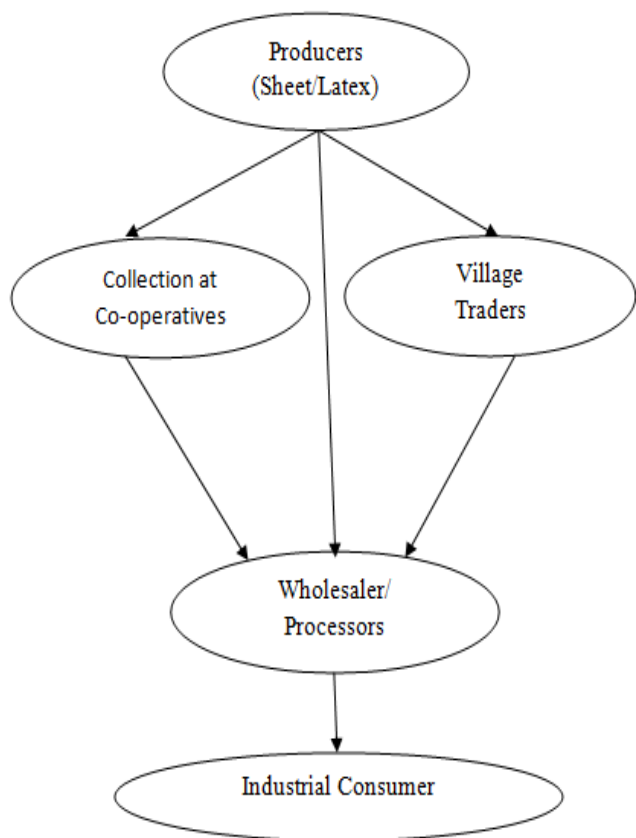 Producers
(Sheet/Latex)
Collection at
Co-operatives
Village
Traders
Wholesaler/
Processors
Industrial Consumer